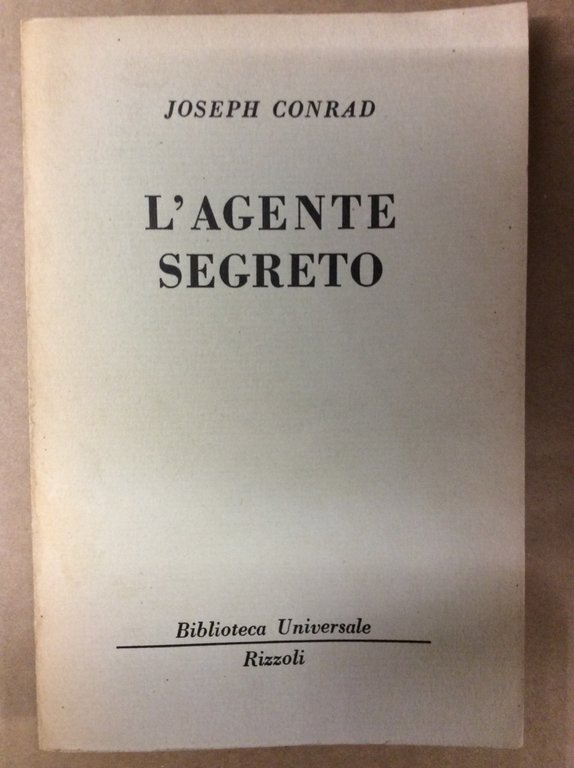 JOSEPH CONRAD
L'AGENTE
SEGRETO
Biblioteca Universale
Rizzoli